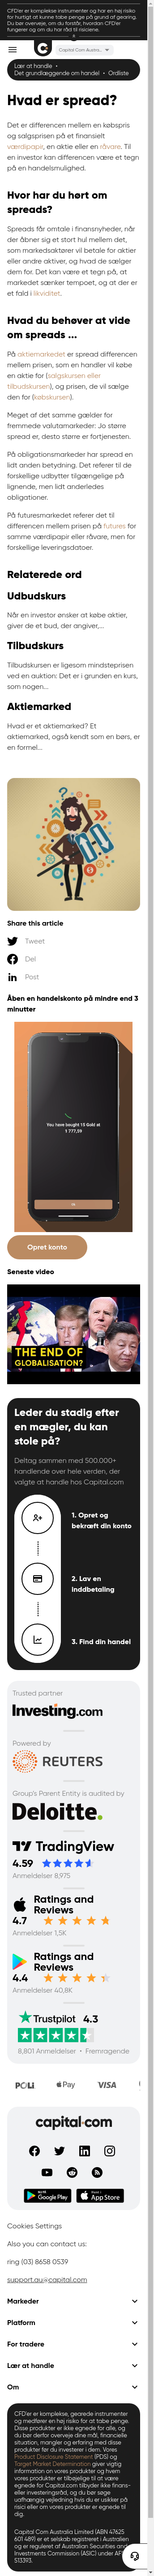 CFD'er er komplekse instrumenter og har en høj risiko
for hurtigt kunne tabe penge på grund af gearing.
Du bør overveje, om du forstår, hvordan CFD'er
fungerer og om du har råd til risiciene.
Capital Com Austra...
Lær at handle •
Det grundlæggende om handel • Ordliste
Hvad er spread?
Det er differencen mellem en købspris
og salgsprisen på et finansielt
værdipapir, en aktie eller en råvare. Til
en investor kan differencen være et tegn
på en handelsmulighed.
Hvor har du hørt om
spreads?
Spreads får omtale i finansnyheder, når
der åbner sig et stort hul mellem det,
som markedsdeltagere er villige til købe
aktier eller andre aktiver for, og hvad de
sælger dem for. Det kan være et tegn på, at
markedet er tempoet, og at der er
et fald i likviditet.
Hvad du behøver at vide
om spreads ...
På aktiemarkedet er spread differencen
mellem prisen, som en handler vil købe
en aktie for (salgskursen eller
tilbudskursen), og prisen, de vil sælge
den for (købskursen).
Meget af det samme gælder for
fremmede valutamarkeder: Jo større
spread er, desto større er fortjenesten.
På obligationsmarkeder har spread en
lidt anden betydning. Det refererer til
forskellige udbytter tilgængelige på
lignende, men lidt anderledes
obligationer.
På futuresmarkedet referer det til
differencen mellem prisen på futures for
samme værdipapir eller råvare, men for
forskellige leveringsdatoer.
Relaterede ord
Udbudskurs
Når en investor ønsker at købe aktier,
giver de et bud, der angiver,...
Tilbudskurs
Tilbudskursen er ligesom mindsteprisen
ved en auktion: Det er i grunden en kurs,
som nogen...
Aktiemarked
Hvad er et aktiemarked? Et
aktiemarked, også kendt som en børs, er
en formel...
Share this article
Tweet
Del
Post
Åben en handelskonto på mindre end 3
minutter
You have bought 10 Gold at
1 777,59
Opret konto
Seneste video
THE END OF
GLOBALISATION?
Leder du stadig efter
en mægler, du kan
stole på?
Deltag sammen med 500.000+
handlende over hele verden, der
valgte at handle hos Capital.com
1. Opret og
bekræft din konto
2. Lav en
inddbetaling
3. Find din handel
Trusted partner
Investing.com
Powered by
REUTERS
Group's Parent Entity is audited by
Deloitte.
TradingView
4.59
Anmeldelser 8,975
Ratings and
Reviews
4.7
Anmeldelser 1,5K
Ratings and
Reviews
4.4
Anmeldelser 40,8K
Trustpilot 4.3
8,801 Anmeldelser • Fremragende
POLi
Pay
VISA
capital.com
Google Play
App Store
Cookies Settings
Also you can contact us:
ring (03) 8658 0539
support.au@capital.com
Markeder
Platform
For tradere
Lær at handle
Om
CFD'er er komplekse, gearede instrumenter
og medfører en høj risiko for at tabe penge.
Disse produkter er ikke egnede for alle, og
du bør derfor overveje dine mål, finansielle
situation, mangler og erfaring med disse
produkter før du investerer i dem. Vores
Product Disclosure Statement (PDS) og
Target Market Determination giver vigtig
information om vores produkter og hvem
vores produkter er tilbøjelige til at være
egnet for Capital.com tilbyder ikke finans-
eller investingsråd, og du bør søge
uafhængig vejledning hvis du er usikker på
risici eller om vores produkter er egnede til
dig.
Capital Com Australia Limited (ABN 47625
601 489) er et selskab registreret i Australien
og er reguleret af Australian Securities and
Investments Commission (ASIC) under AF
513393.